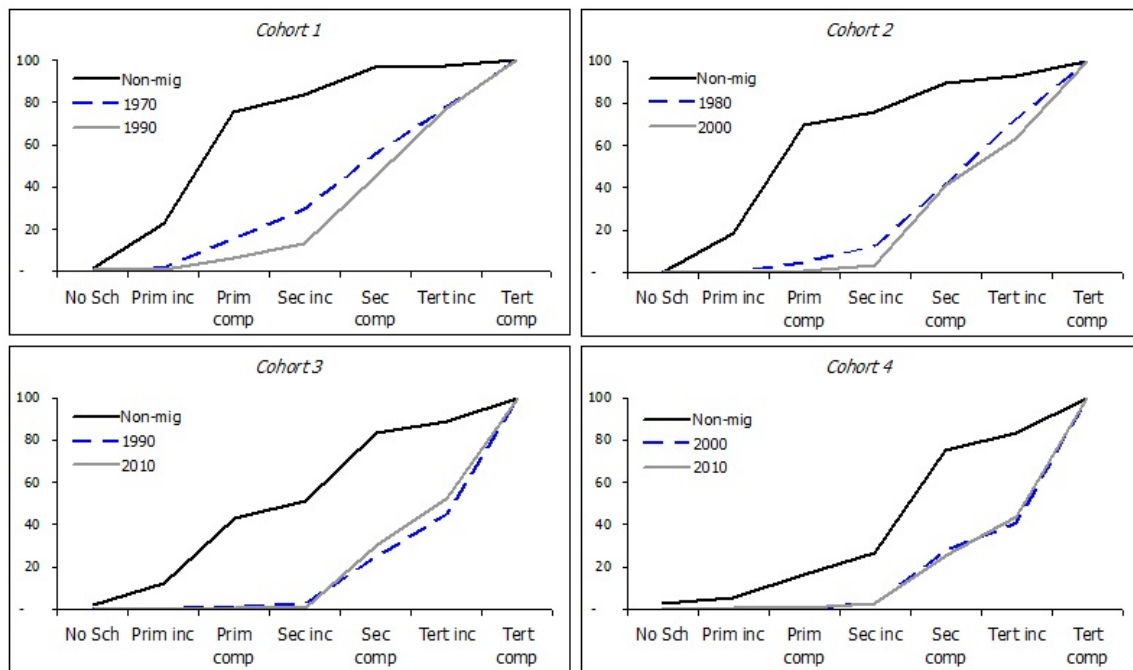 Cohort 1
100
80
60
40
20
-
Non-mig
1970
1990
No Sch Prim inc Prim comp Sec inc Sec comp Tert inc Tert comp
Cohort 2
100
80
60
40
20
-
Non-mig
1980
2000
No Sch Prim inc Prim comp Sec inc Sec comp Tert inc Tert comp
Cohort 3
100
80
60
40
20
-
Non-mig
1990
2010
No Sch Prim inc Prim comp Sec inc Sec comp Tert inc Tert comp
Cohort 4
100
80
60
40
20
-
Non-mig
2000
2010
No Sch Prim inc Prim comp Sec inc Sec comp Tert inc Tert comp